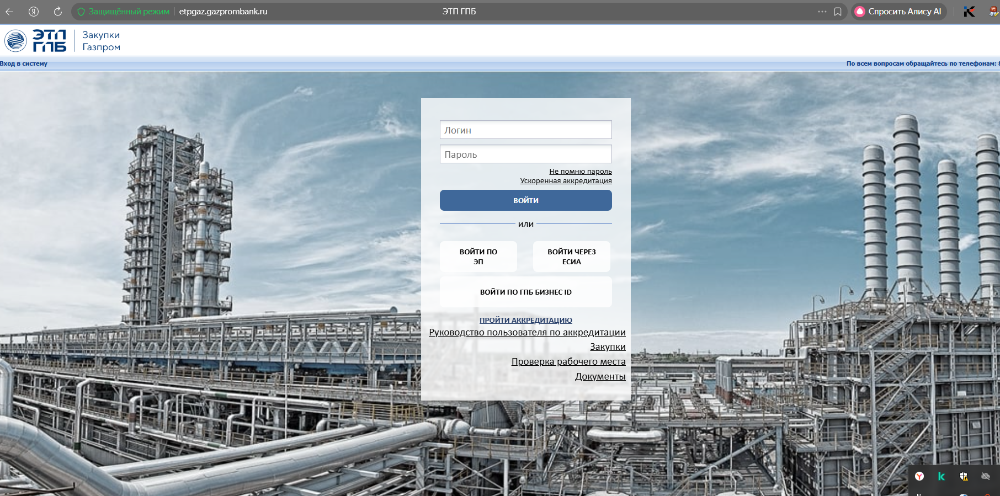 Защищённый режим
etpgaz.gazprombank.ru
ЭТП ГПБ
Спросить Алису AI
ЭТП
ГПБ
Закупки
Газпром
Вход в систему
По всем вопросам обращайтесь по телефонам: 8
Логин
Пароль
Не помню пароль
Ускоренная аккредитация
ВОЙТИ
или
ВОЙТИ ПО
ЭП
ВОЙТИ ЧЕРЕЗ
ЕСИА
ВОЙТИ ПО ГПБ БИЗНЕС ID
ПРОЙТИ АККРЕДИТАЦИЮ
Руководство пользователя по аккредитации
Закупки
Проверка рабочего места
Документы